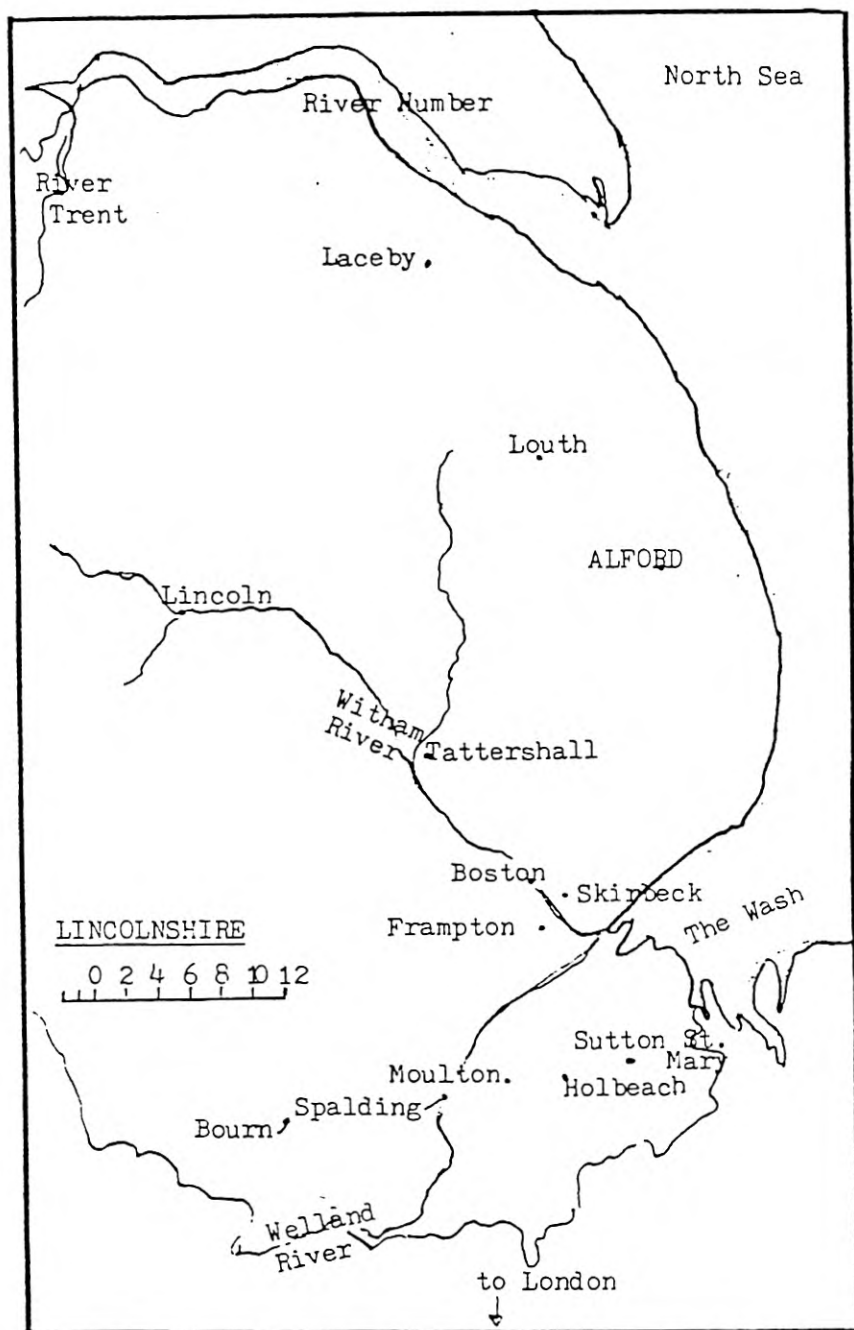 North Sea
River Humber
River
Trent
Laceby
Louth
ALFORD
Lincoln
Witham
River
Tattershall
Boston
Skirbeck
Frampton
The Wash
LINCOLNSHIRE
0 2 4 6 8 10 12
Sutton St.
Mary
Moulton
Holbeach
Spalding
Bourn
Welland
River
to London